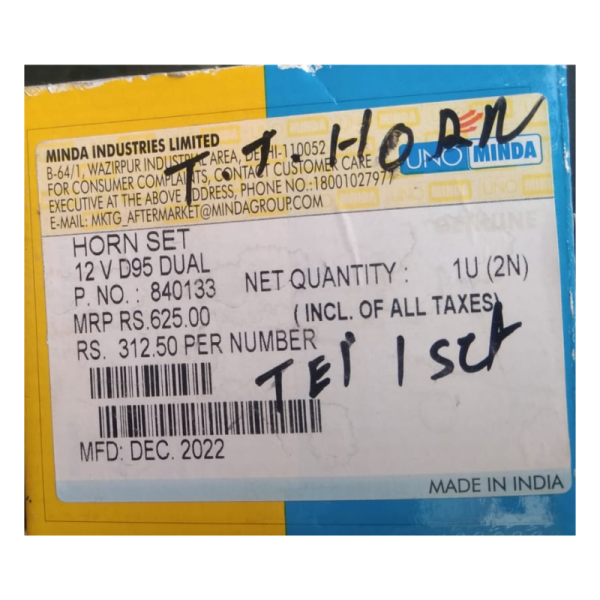 T. T. HORN
MINDA INDUSTRIES LIMITED
B-64/1, WAZIRPUR INDUSTRIAL AREA, DELHI-110052
FOR CONSUMER COMPLAINTS, CONTACT CUSTOMER CARE
EXECUTIVE AT THE ABOVE ADDRESS, PHONE NO.:18001027977
E-MAIL: MKTG_AFTERMARKET@MINDAGROUP.COM
UNO MINDA
HORN SET
12 V D95 DUAL
P. NO. : 840133
NET QUANTITY : 1U (2N)
MRP RS.625.00
(INCL. OF ALL TAXES)
RS. 312.50 PER NUMBER
1 Set
MFD: DEC. 2022
MADE IN INDIA